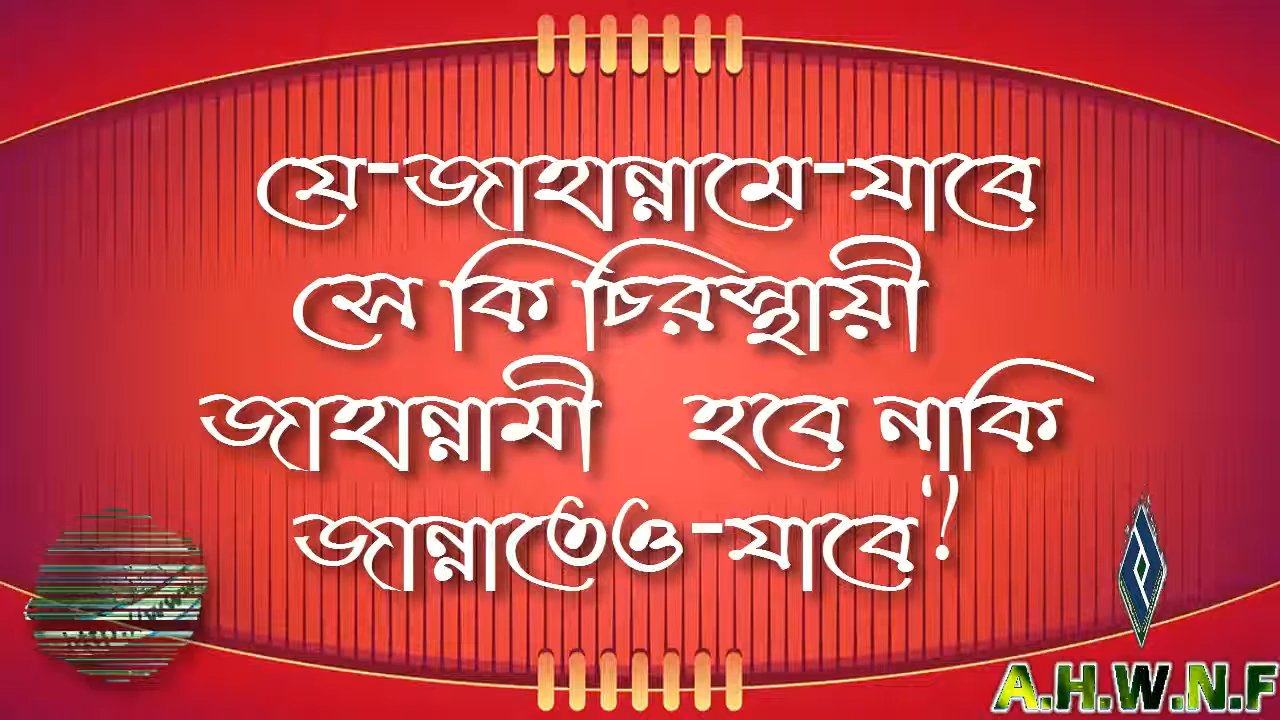 যে-জাহান্নামে-যাবে
সে কি চিরস্থায়ী
জাহান্নামী হবে নাকি
জান্নাতেও-যাবে?
A.H.W.N.F